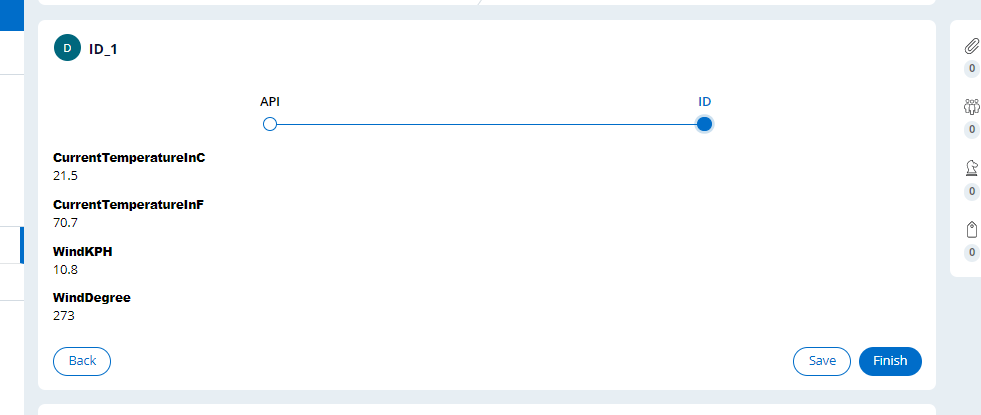 D ID_1
API ID
CurrentTemperatureInC
21.5
CurrentTemperatureInF
70.7
WindKPH
10.8
WindDegree
273
Back Save Finish
0
0
0
0